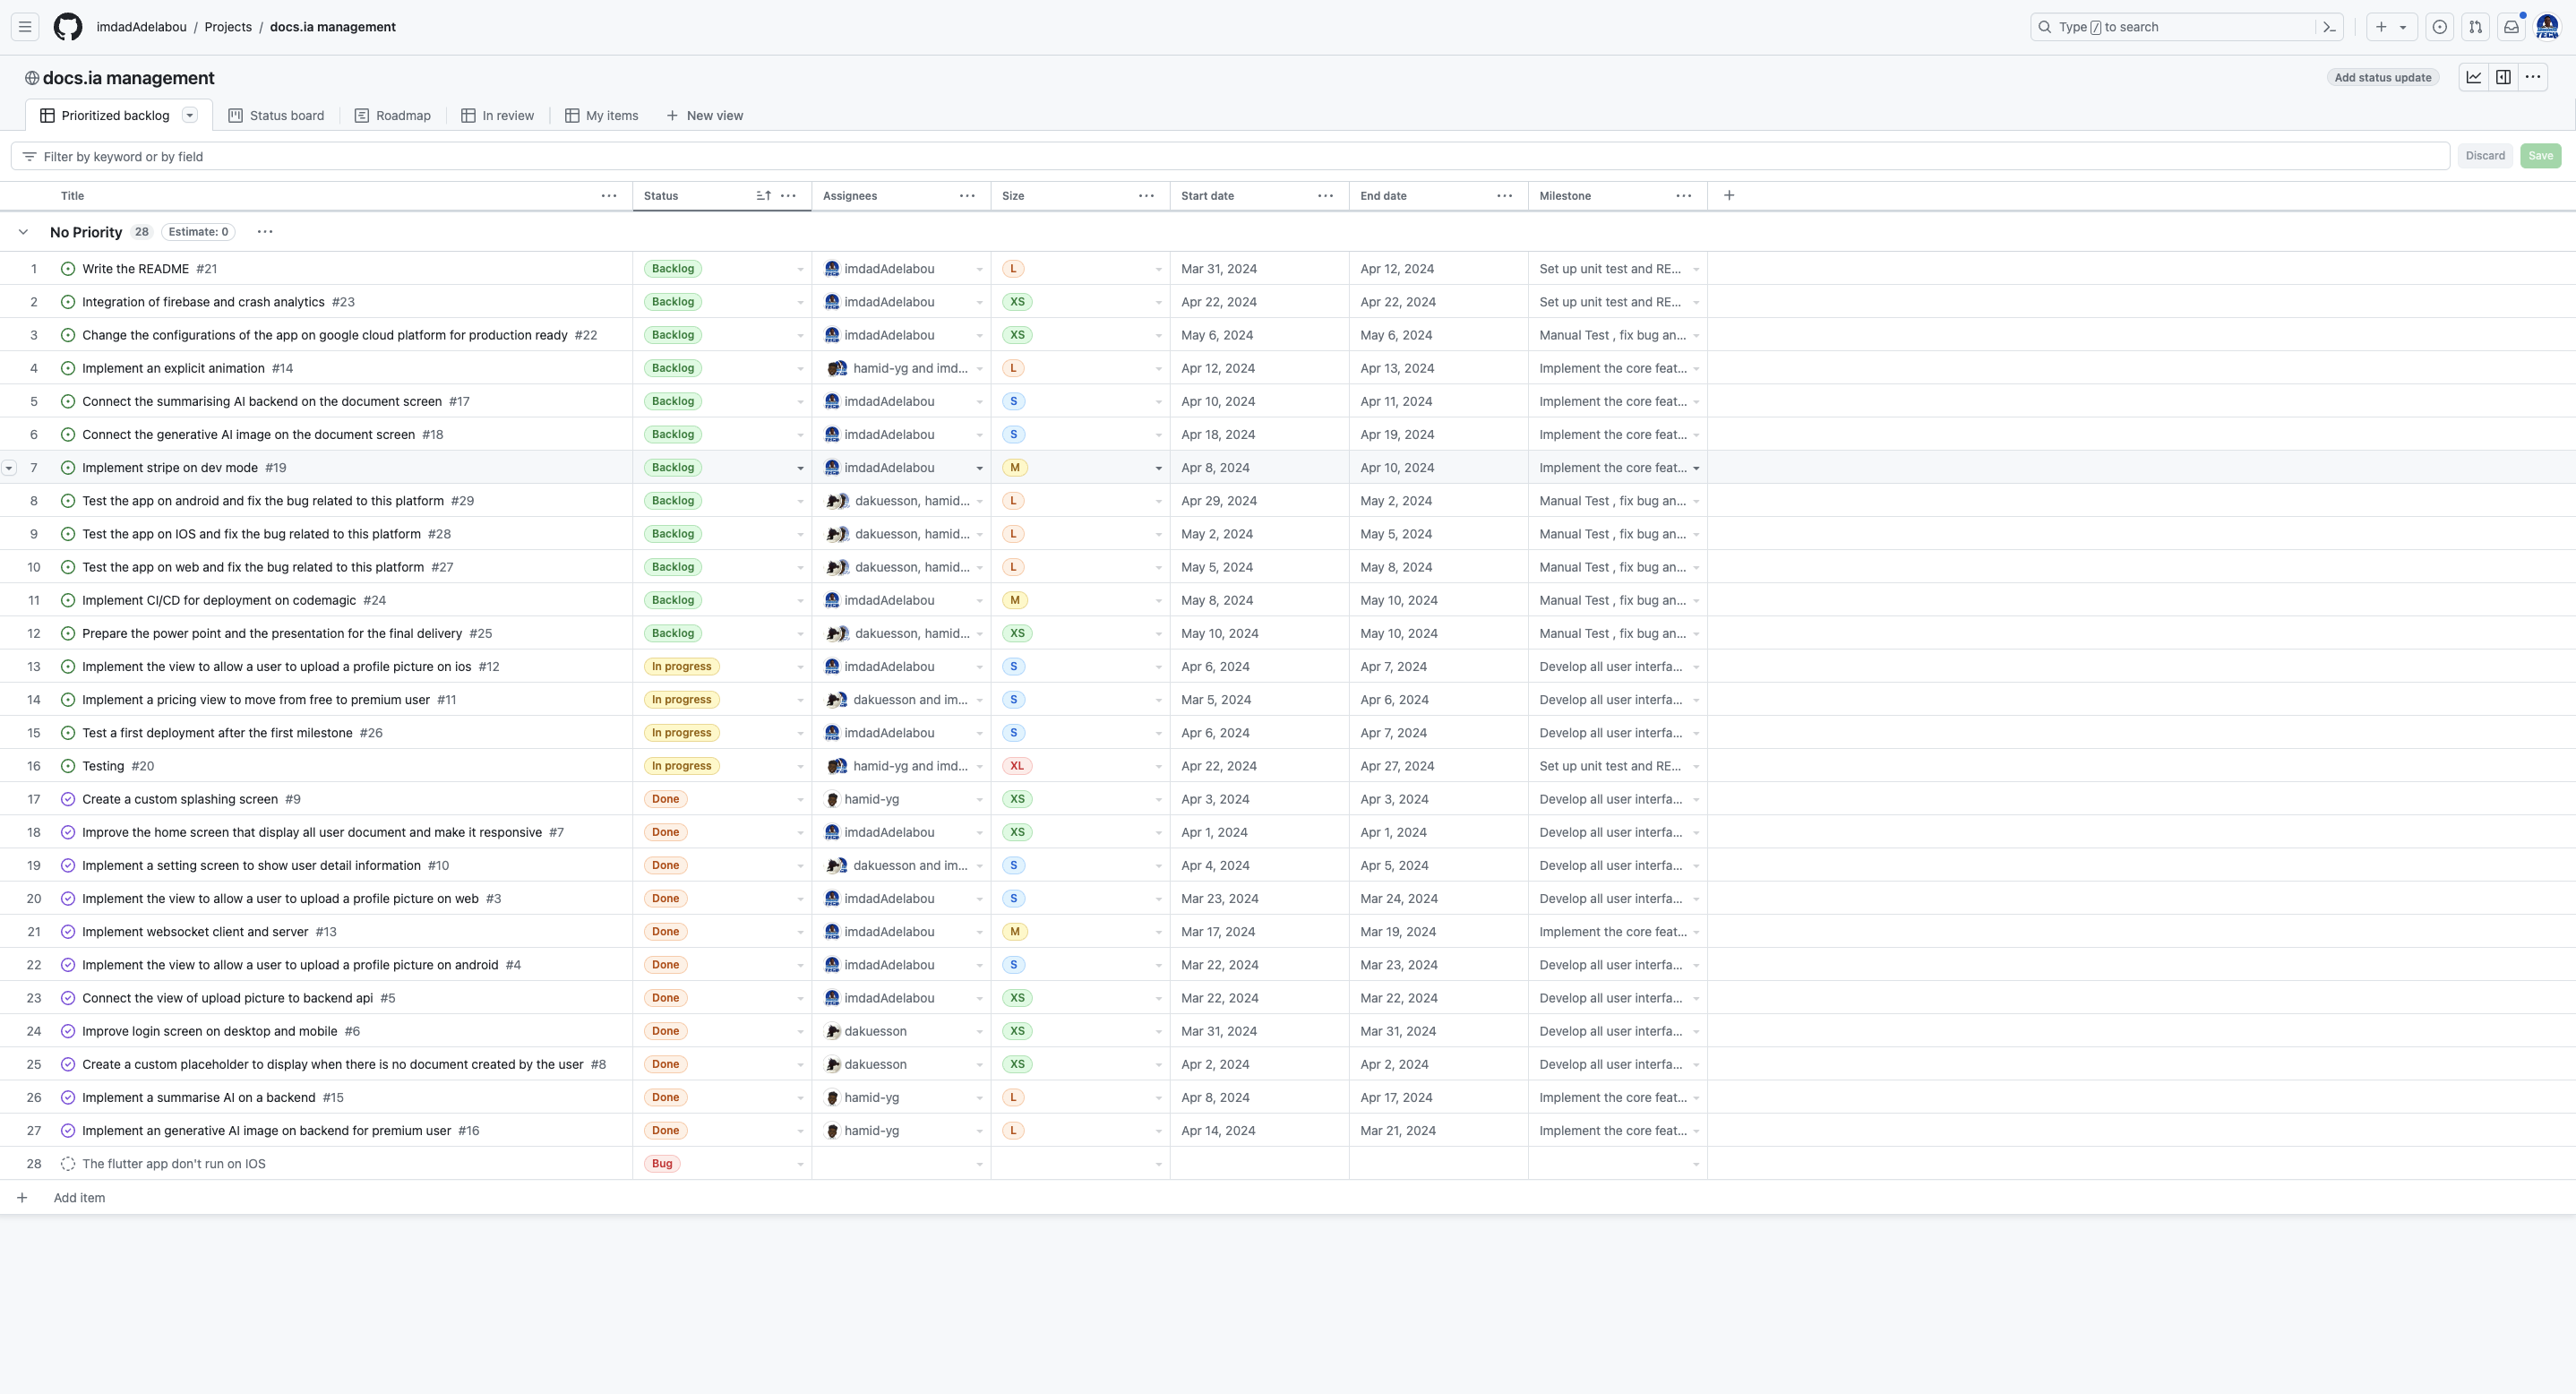 imdadAdelabou / Projects / docs.ia management
Type / to search
docs.ia management
Add status update
Prioritized backlog Status board Roadmap In review My items + New view
Filter by keyword or by field Discard Save
Title Status Assignees Size Start date End date Milestone +
No Priority 28 Estimate: 0
1 Write the README #21 Backlog imdadAdelabou L Mar 31, 2024 Apr 12, 2024 Set up unit test and RE...
2 Integration of firebase and crash analytics #23 Backlog imdadAdelabou XS Apr 22, 2024 Apr 22, 2024 Set up unit test and RE...
3 Change the configurations of the app on google cloud platform for production ready #22 Backlog imdadAdelabou XS May 6, 2024 May 6, 2024 Manual Test , fix bug an...
4 Implement an explicit animation #14 Backlog hamid-yg and imd... L Apr 12, 2024 Apr 13, 2024 Implement the core feat...
5 Connect the summarising AI backend on the document screen #17 Backlog imdadAdelabou S Apr 10, 2024 Apr 11, 2024 Implement the core feat...
6 Connect the generative AI image on the document screen #18 Backlog imdadAdelabou S Apr 18, 2024 Apr 19, 2024 Implement the core feat...
7 Implement stripe on dev mode #19 Backlog imdadAdelabou M Apr 8, 2024 Apr 10, 2024 Implement the core feat...
8 Test the app on android and fix the bug related to this platform #29 Backlog dakuesson, hamid... L Apr 29, 2024 May 2, 2024 Manual Test , fix bug an...
9 Test the app on IOS and fix the bug related to this platform #28 Backlog dakuesson, hamid... L May 2, 2024 May 5, 2024 Manual Test , fix bug an...
10 Test the app on web and fix the bug related to this platform #27 Backlog dakuesson, hamid... L May 5, 2024 May 8, 2024 Manual Test , fix bug an...
11 Implement CI/CD for deployment on codemagic #24 Backlog imdadAdelabou M May 8, 2024 May 10, 2024 Manual Test , fix bug an...
12 Prepare the power point and the presentation for the final delivery #25 Backlog dakuesson, hamid... XS May 10, 2024 May 10, 2024 Manual Test , fix bug an...
13 Implement the view to allow a user to upload a profile picture on ios #12 In progress imdadAdelabou S Apr 6, 2024 Apr 7, 2024 Develop all user interfa...
14 Implement a pricing view to move from free to premium user #11 In progress dakuesson and im... S Mar 5, 2024 Apr 6, 2024 Develop all user interfa...
15 Test a first deployment after the first milestone #26 In progress imdadAdelabou S Apr 6, 2024 Apr 7, 2024 Develop all user interfa...
16 Testing #20 In progress hamid-yg and imd... XL Apr 22, 2024 Apr 27, 2024 Set up unit test and RE...
17 Create a custom splashing screen #9 Done hamid-yg XS Apr 3, 2024 Apr 3, 2024 Develop all user interfa...
18 Improve the home screen that display all user document and make it responsive #7 Done imdadAdelabou XS Apr 1, 2024 Apr 1, 2024 Develop all user interfa...
19 Implement a setting screen to show user detail information #10 Done dakuesson and im... S Apr 4, 2024 Apr 5, 2024 Develop all user interfa...
20 Implement the view to allow a user to upload a profile picture on web #3 Done imdadAdelabou S Mar 23, 2024 Mar 24, 2024 Develop all user interfa...
21 Implement websocket client and server #13 Done imdadAdelabou M Mar 17, 2024 Mar 19, 2024 Implement the core feat...
22 Implement the view to allow a user to upload a profile picture on android #4 Done imdadAdelabou S Mar 22, 2024 Mar 23, 2024 Develop all user interfa...
23 Connect the view of upload picture to backend api #5 Done imdadAdelabou XS Mar 22, 2024 Mar 22, 2024 Develop all user interfa...
24 Improve login screen on desktop and mobile #6 Done dakuesson XS Mar 31, 2024 Mar 31, 2024 Develop all user interfa...
25 Create a custom placeholder to display when there is no document created by the user #8 Done dakuesson XS Apr 2, 2024 Apr 2, 2024 Develop all user interfa...
26 Implement a summarise AI on a backend #15 Done hamid-yg L Apr 8, 2024 Apr 17, 2024 Implement the core feat...
27 Implement an generative AI image on backend for premium user #16 Done hamid-yg L Apr 14, 2024 Mar 21, 2024 Implement the core feat...
28 The flutter app don't run on IOS Bug
+ Add item